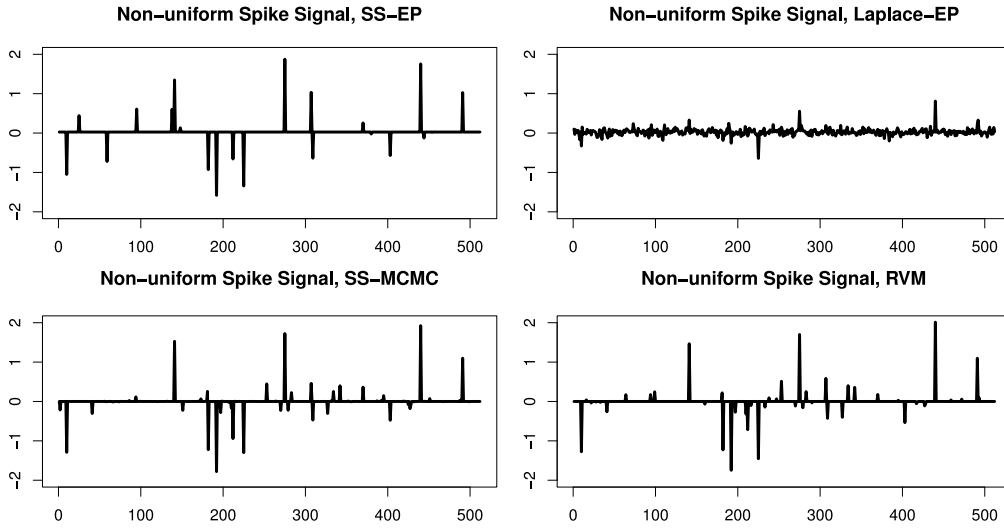 Non−uniform Spike Signal, SS−EP
2
1
0
−1
−2
0 100 200 300 400 500
Non−uniform Spike Signal, Laplace−EP
2
1
0
−1
−2
0 100 200 300 400 500
Non−uniform Spike Signal, SS−MCMC
2
1
0
−1
−2
0 100 200 300 400 500
Non−uniform Spike Signal, RVM
2
1
0
−1
−2
0 100 200 300 400 500